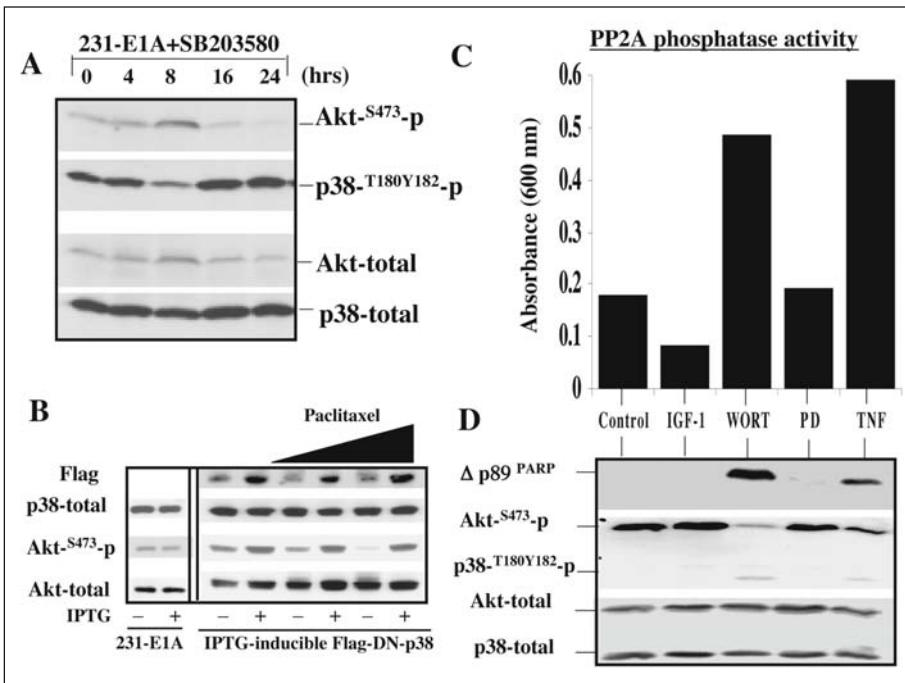 A
231-E1A+SB203580
0 4 8 16 24 (hrs)
Akt-S473-p
p38-T180Y182-p
Akt-total
p38-total
B
Paclitaxel
Flag
p38-total
Akt-S473-p
Akt-total
IPTG – + – + – + – +
231-E1A IPTG-inducible Flag-DN-p38
C
PP2A phosphatase activity
Absorbance (600 nm)
0.6
0.5
0.4
0.3
0.2
0.1
0
Control IGF-1 WORT PD TNF
D
Δ p89 PARP
Akt-S473-p
p38-T180Y182-p
Akt-total
p38-total